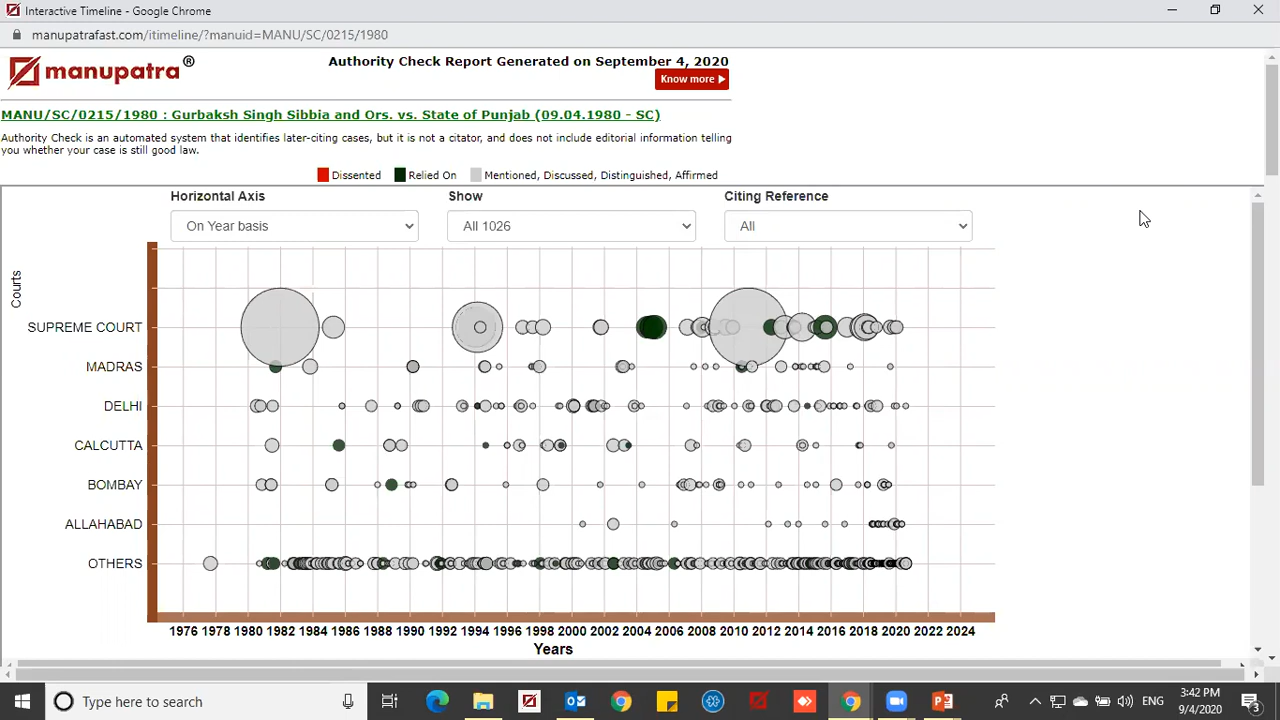 Interactive Timeline - Google Chrome
manupatrafast.com/itimeline/?manuid=MANU/SC/0215/1980
manupatra®
Authority Check Report Generated on September 4, 2020
Know more
MANU/SC/0215/1980 : Gurbaksh Singh Sibbia and Ors. vs. State of Punjab (09.04.1980 - SC)
Authority Check is an automated system that identifies later-citing cases, but it is not a citator, and does not include editorial information telling
you whether your case is still good law.
Dissented Relied On Mentioned, Discussed, Distinguished, Affirmed
Horizontal Axis Show Citing Reference
On Year basis All 1026 All
Courts
SUPREME COURT
MADRAS
DELHI
CALCUTTA
BOMBAY
ALLAHABAD
OTHERS
1976 1978 1980 1982 1984 1986 1988 1990 1992 1994 1996 1998 2000 2002 2004 2006 2008 2010 2012 2014 2016 2018 2020 2022 2024
Years
Type here to search
ENG
3:42 PM
9/4/2020
3